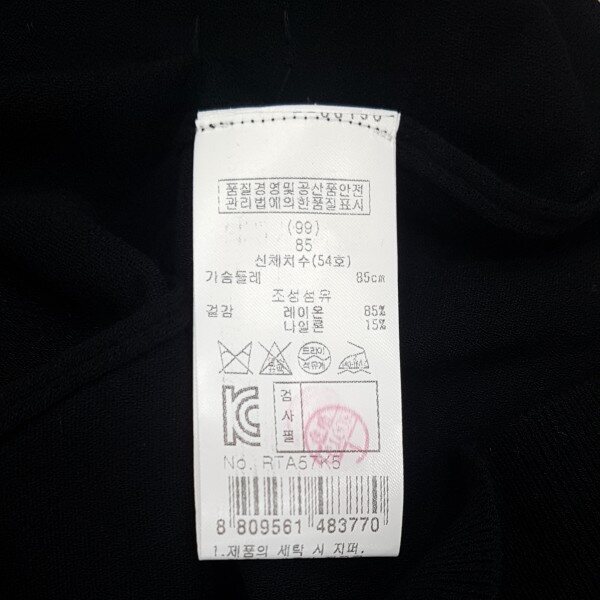 품질경영및공산품안전
관리법에의한품질표시
(99)
85
신체치수(54호)
가슴둘레 85cm
조성섬유
겉감 레이온 85%
나일론 15%
드라이
석유계
검사필
No. RTA57K5
8 809561 483770
1.제품의 세탁 시 지퍼,